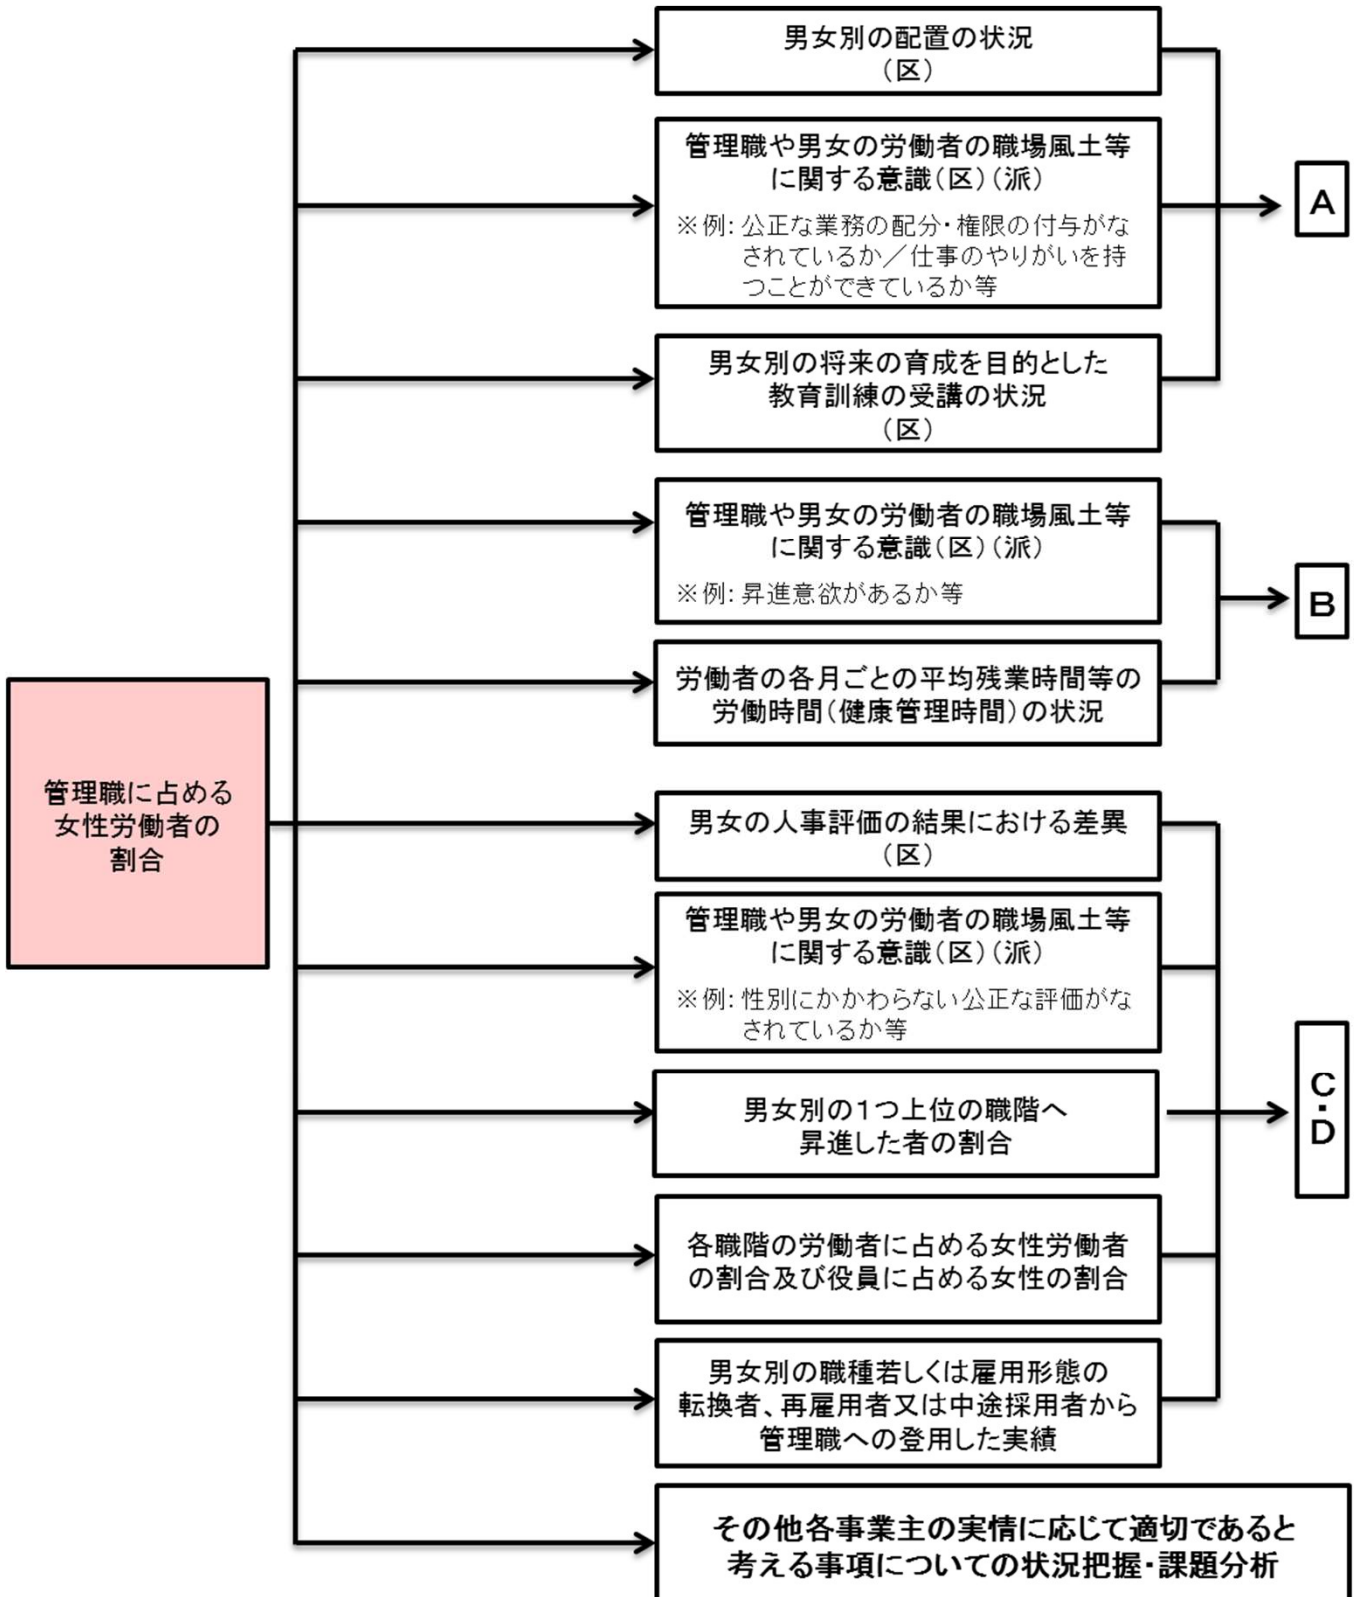 男女別の配置の状況
（区）
管理職や男女の労働者の職場風土等
に関する意識（区）（派）
※例：公正な業務の配分・権限の付与がな
されているか／仕事のやりがいを持
つことができているか等
A
男女別の将来の育成を目的とした
教育訓練の受講の状況
（区）
管理職や男女の労働者の職場風土等
に関する意識（区）（派）
※例：昇進意欲があるか等
B
労働者の各月ごとの平均残業時間等の
労働時間（健康管理時間）の状況
管理職に占める
女性労働者の
割合
男女の人事評価の結果における差異
（区）
管理職や男女の労働者の職場風土等
に関する意識（区）（派）
※例：性別にかかわらない公正な評価がな
されているか等
男女別の１つ上位の職階へ
昇進した者の割合
C・D
各職階の労働者に占める女性労働者
の割合及び役員に占める女性の割合
男女別の職種若しくは雇用形態の
転換者、再雇用者又は中途採用者から
管理職への登用した実績
その他各事業主の実情に応じて適切であると
考える事項についての状況把握・課題分析